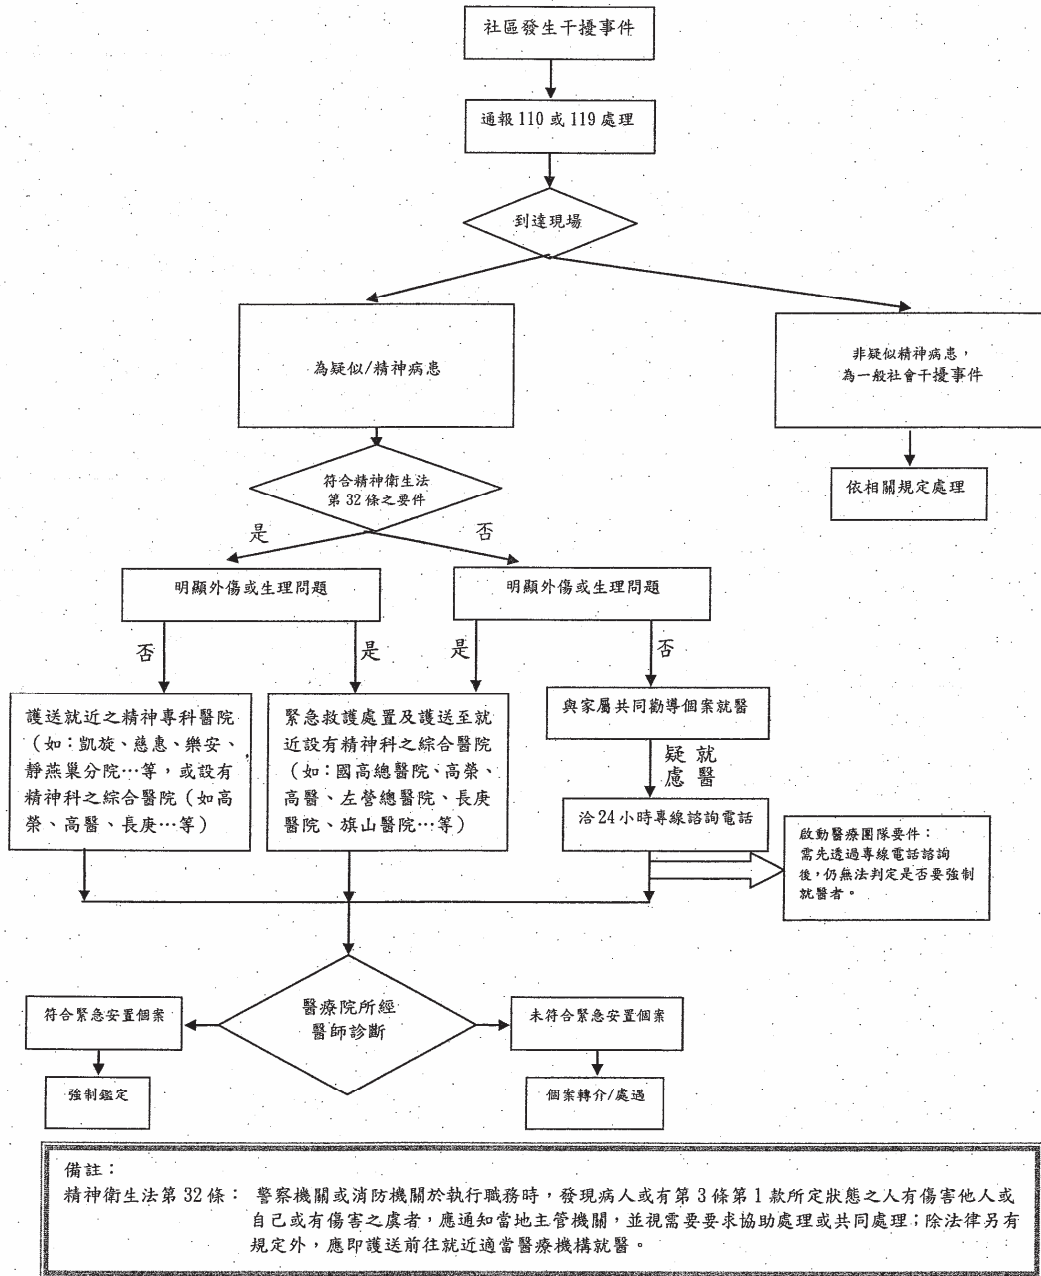 社區發生干擾事件
通報110或119處理
到達現場
為疑似/精神病患
非疑似精神病患，
為一般社會干擾事件
符合精神衛生法
第32條之要件
依相關規定處理
是
否
明顯外傷或生理問題
明顯外傷或生理問題
否
是
是
否
護送就近之精神專科醫院
（如：凱旋、慈惠、樂安、
靜燕巢分院…等，或設有
精神科之綜合醫院（如高
榮、高醫、長庚…等）
緊急救護處置及護送至就
近設有精神科之綜合醫院
（如：國高總醫院、高榮、
高醫、左營總醫院、長庚
醫院、旗山醫院…等）
與家屬共同勸導個案就醫
疑就
慮醫
洽24小時專線諮詢電話
啟動醫療團隊要件：
需先透過專線電話諮詢
後，仍無法判定是否要強制
就醫者。
醫療院所經
醫師診斷
符合緊急安置個案
未符合緊急安置個案
強制鑑定
個案轉介/處遇
備註：
精神衛生法第32條： 警察機關或消防機關於執行職務時，發現病人或有第3條第1款所定狀態之人有傷害他人或
自己或有傷害之虞者，應通知當地主管機關，並視需要要求協助處理或共同處理；除法律另有
規定外，應即護送前往就近適當醫療機構就醫。